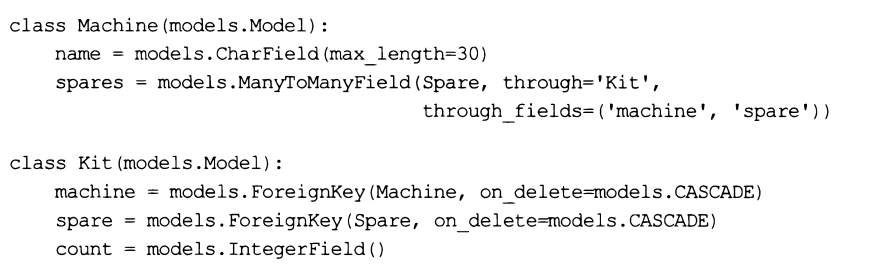 class Machine(models.Model):
    name = models.CharField(max_length=30)
    spares = models.ManyToManyField(Spare, through='Kit',
                                    through_fields=('machine', 'spare'))

class Kit(models.Model):
    machine = models.ForeignKey(Machine, on_delete=models.CASCADE)
    spare = models.ForeignKey(Spare, on_delete=models.CASCADE)
    count = models.IntegerField()